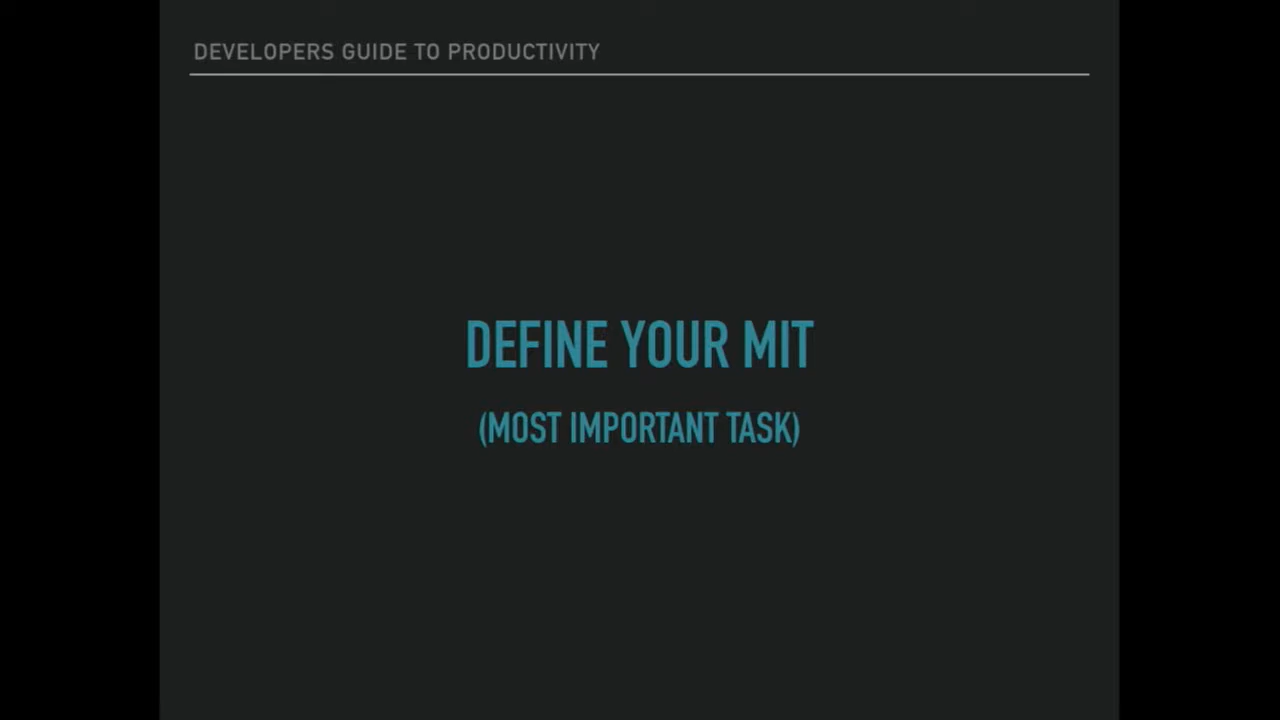 DEVELOPERS GUIDE TO PRODUCTIVITY
DEFINE YOUR MIT
(MOST IMPORTANT TASK)